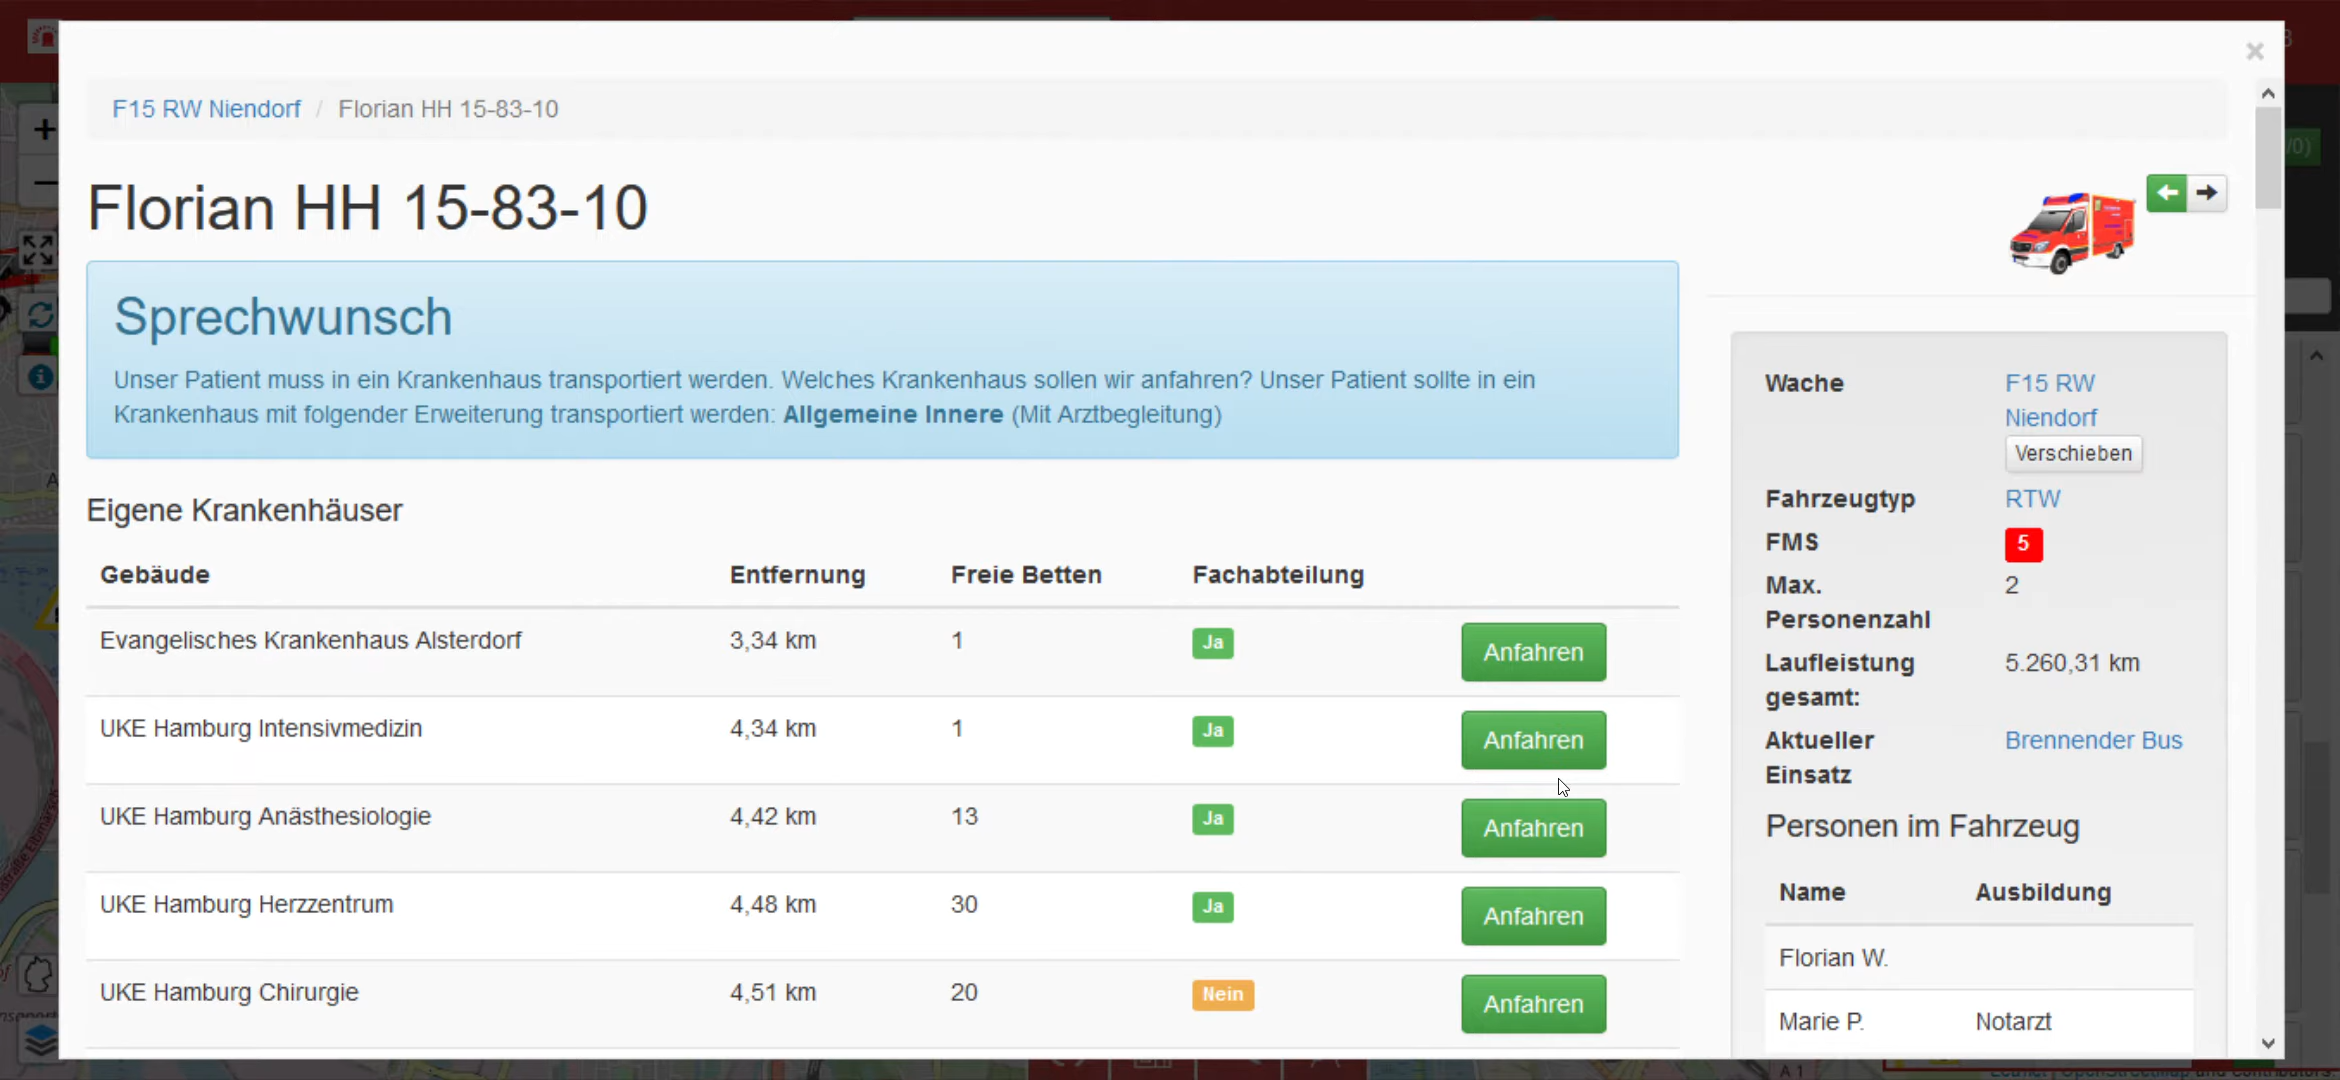 F15 RW Niendorf / Florian HH 15-83-10
Florian HH 15-83-10
Sprechwunsch
Unser Patient muss in ein Krankenhaus transportiert werden. Welches Krankenhaus sollen wir anfahren? Unser Patient sollte in ein
Krankenhaus mit folgender Erweiterung transportiert werden: Allgemeine Innere (Mit Arztbegleitung)
Eigene Krankenhäuser
Gebäude Entfernung Freie Betten Fachabteilung
Evangelisches Krankenhaus Alsterdorf 3,34 km 1 Ja Anfahren
UKE Hamburg Intensivmedizin 4,34 km 1 Ja Anfahren
UKE Hamburg Anästhesiologie 4,42 km 13 Ja Anfahren
UKE Hamburg Herzzentrum 4,48 km 30 Ja Anfahren
UKE Hamburg Chirurgie 4,51 km 20 Nein Anfahren
Wache F15 RW
Niendorf
Verschieben
Fahrzeugtyp RTW
FMS 5
Max. 2
Personenzahl
Laufleistung 5.260,31 km
gesamt:
Aktueller Brennender Bus
Einsatz
Personen im Fahrzeug
Name Ausbildung
Florian W.
Marie P. Notarzt
/0)
A 1